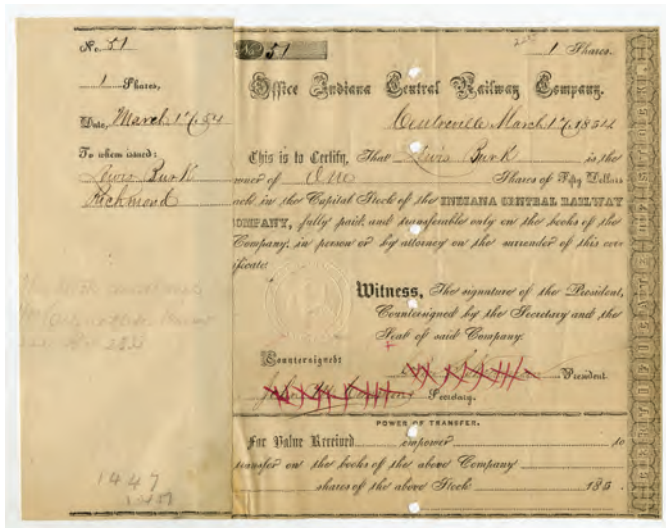 No. 51
1 Shares,
Date, March 17, 54
To whom issued:
Lewis Burk
Richmond
1447
No 51
1 Shares.
Office Indiana Central Railway Company.
Centreville March 17, 1854
This is to Certify, That Lewis Burk is the
owner of One Shares of Fifty Dollars
each in the Capital Stock of the INDIANA CENTRAL RAILWAY
COMPANY, fully paid, and transferable only on the books of the
Company, in person or by attorney on the surrender of this cer
tificate
Witness, The signature of the President,
Countersigned by the Secretary and the
Seal of said Company.
Countersigned:
President
John Secretary.
POWER OF TRANSFER.
For Value Received empower to
transfer on the books of the above Company
shares of the above Stock 185 .